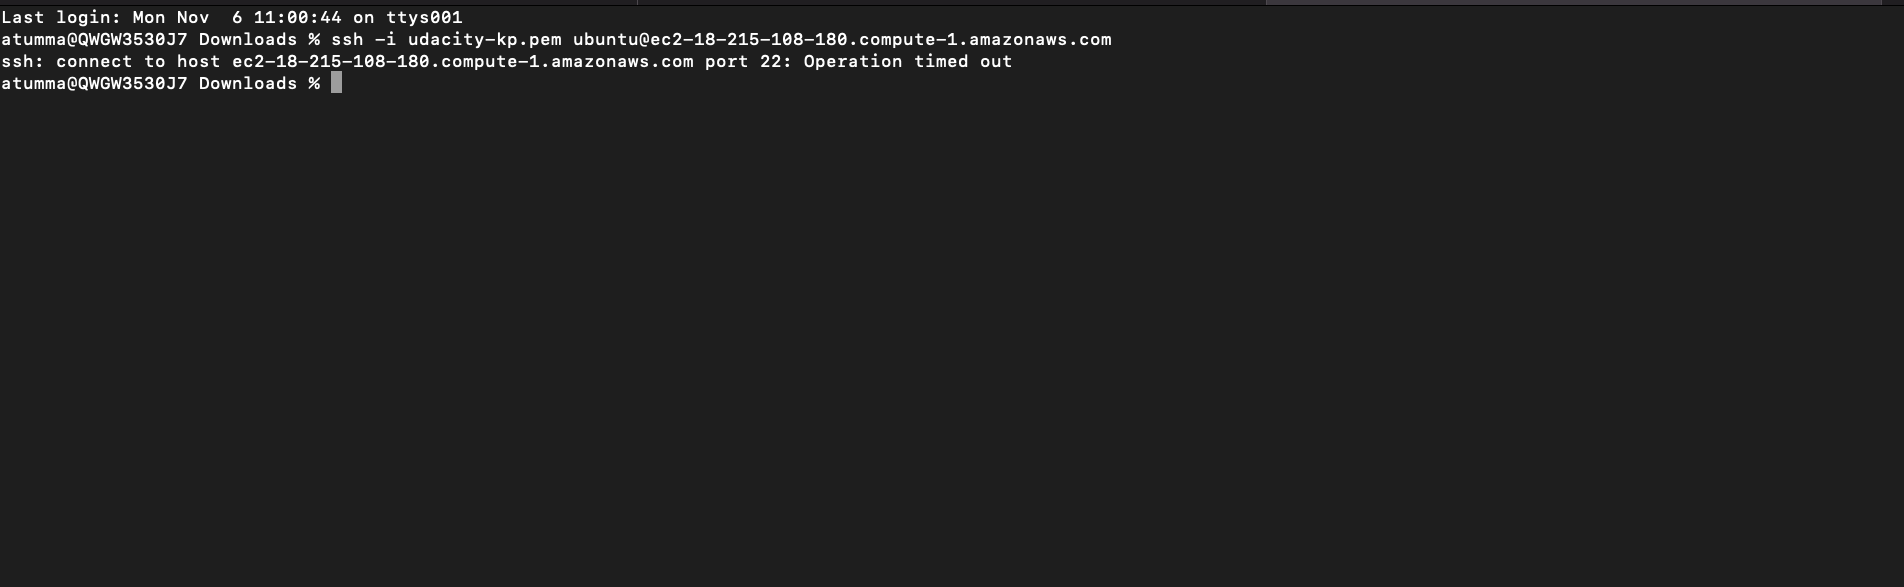 Last login: Mon Nov  6 11:00:44 on ttys001
atumma@QWGW3530J7 Downloads % ssh -i udacity-kp.pem ubuntu@ec2-18-215-108-180.compute-1.amazonaws.com
ssh: connect to host ec2-18-215-108-180.compute-1.amazonaws.com port 22: Operation timed out
atumma@QWGW3530J7 Downloads %